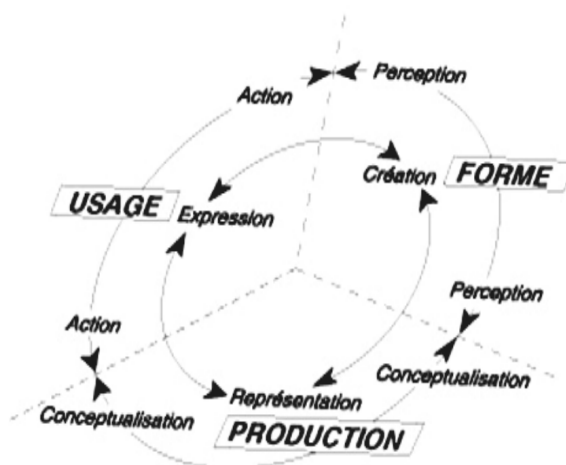 Perception
Action
Création
FORME
USAGE
Expression
Perception
Action
Conceptualisation
Représentation
Conceptualisation
PRODUCTION